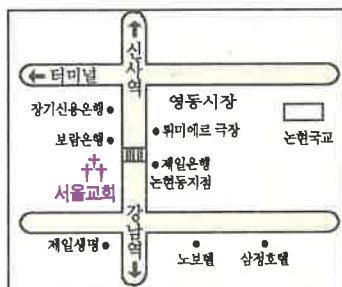 신사역
← 터미널
영동시장
장기신용은행
뤼미에르 극장
논현국교
보람은행
제일은행
논현동지점
서울교회
강남역
제일생명
노보텔
삼정호텔